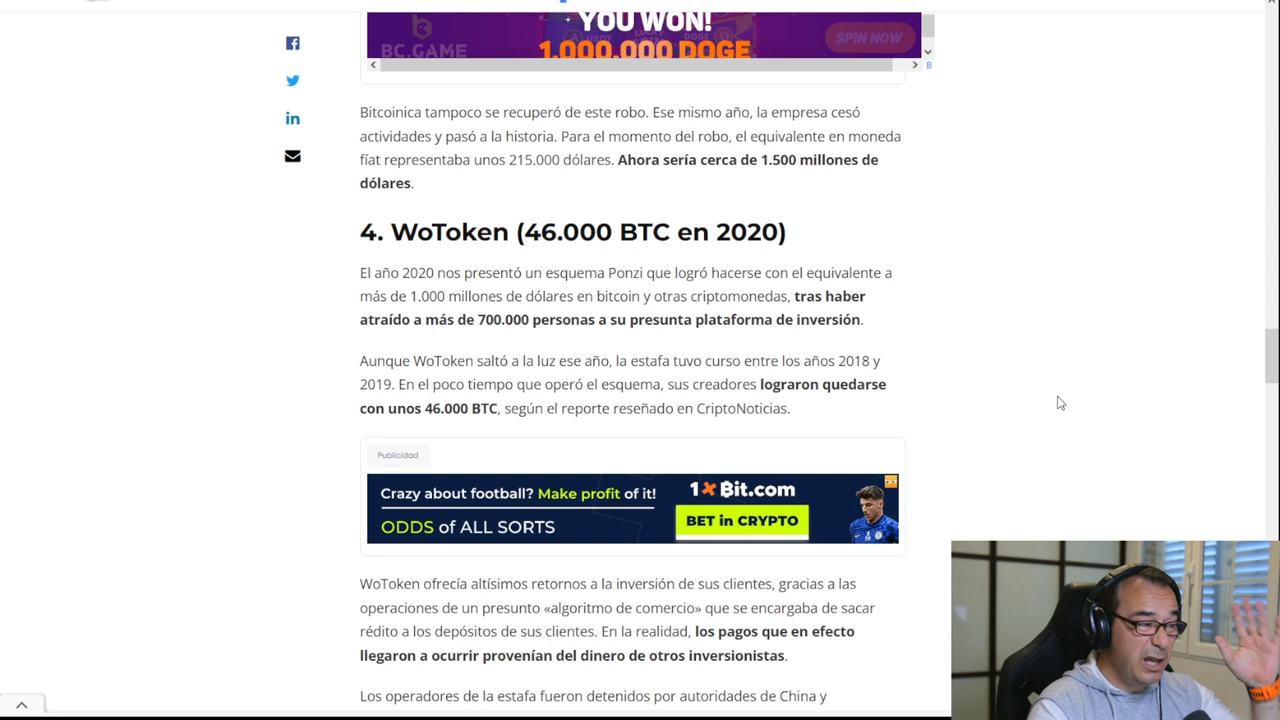 YOU WON!
BC.GAME
1.000.000 DOGE
SPIN NOW
Bitcoinica tampoco se recuperó de este robo. Ese mismo año, la empresa cesó
actividades y pasó a la historia. Para el momento del robo, el equivalente en moneda
fíat representaba unos 215.000 dólares. Ahora sería cerca de 1.500 millones de
dólares.
4. WoToken (46.000 BTC en 2020)
El año 2020 nos presentó un esquema Ponzi que logró hacerse con el equivalente a
más de 1.000 millones de dólares en bitcoin y otras criptomonedas, tras haber
atraído a más de 700.000 personas a su presunta plataforma de inversión.
Aunque WoToken saltó a la luz ese año, la estafa tuvo curso entre los años 2018 y
2019. En el poco tiempo que operó el esquema, sus creadores lograron quedarse
con unos 46.000 BTC, según el reporte reseñado en CriptoNoticias.
Publicidad
Crazy about football? Make profit of it!
ODDS of ALL SORTS
1XBit.com
BET in CRYPTO
WoToken ofrecía altísimos retornos a la inversión de sus clientes, gracias a las
operaciones de un presunto «algoritmo de comercio» que se encargaba de sacar
rédito a los depósitos de sus clientes. En la realidad, los pagos que en efecto
llegaron a ocurrir provenían del dinero de otros inversionistas.
Los operadores de la estafa fueron detenidos por autoridades de China y